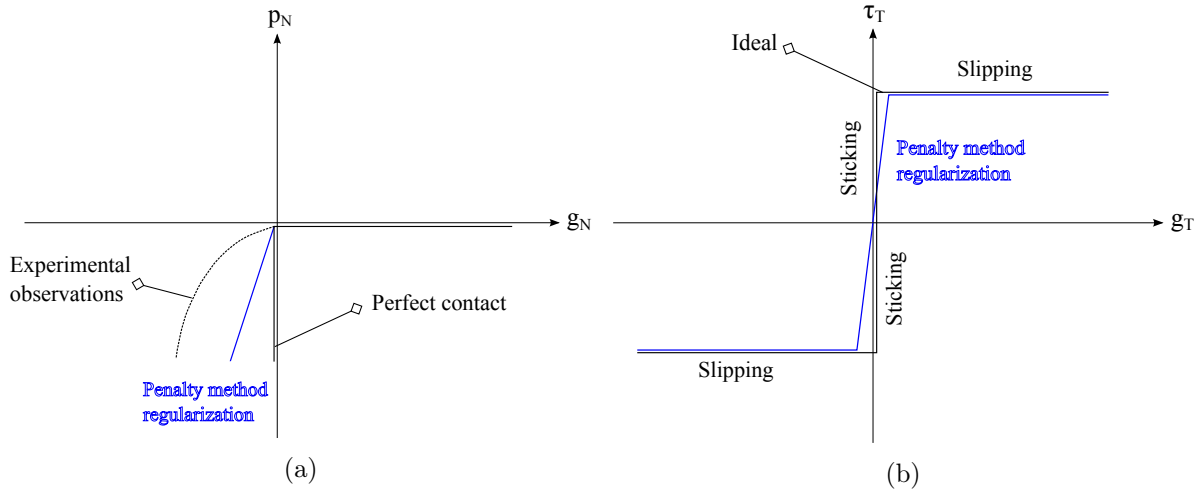 p_N
g_N
Experimental
observations
Perfect contact
Penalty method
regularization
(a)
τ_T
Ideal
Slipping
Sticking
Penalty method
regularization
g_T
Sticking
Slipping
(b)